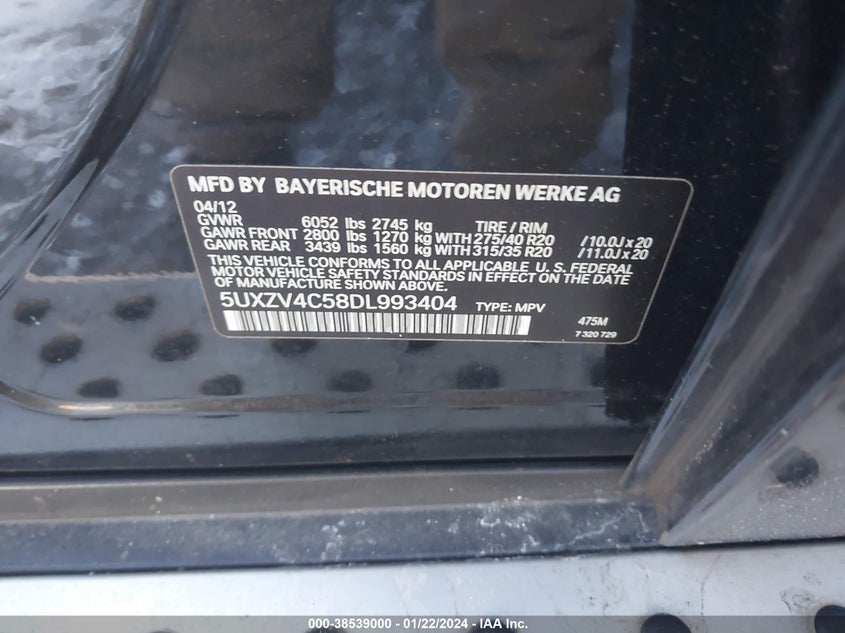 MFD BY BAYERISCHE MOTOREN WERKE AG
04/12
GVWR 6052 lbs 2745 kg TIRE / RIM
GAWR FRONT 2800 lbs 1270 kg WITH 275/40 R20 /10.0J x 20
GAWR REAR 3439 lbs 1560 kg WITH 315/35 R20 /11.0J x 20
THIS VEHICLE CONFORMS TO ALL APPLICABLE U. S. FEDERAL
MOTOR VEHICLE SAFETY STANDARDS IN EFFECT ON THE DATE
OF MANUFACTURE SHOWN ABOVE.
5UXZV4C58DL993404 TYPE: MPV
475M
7 320 729
000-38539000 - 01/22/2024 - IAA Inc.